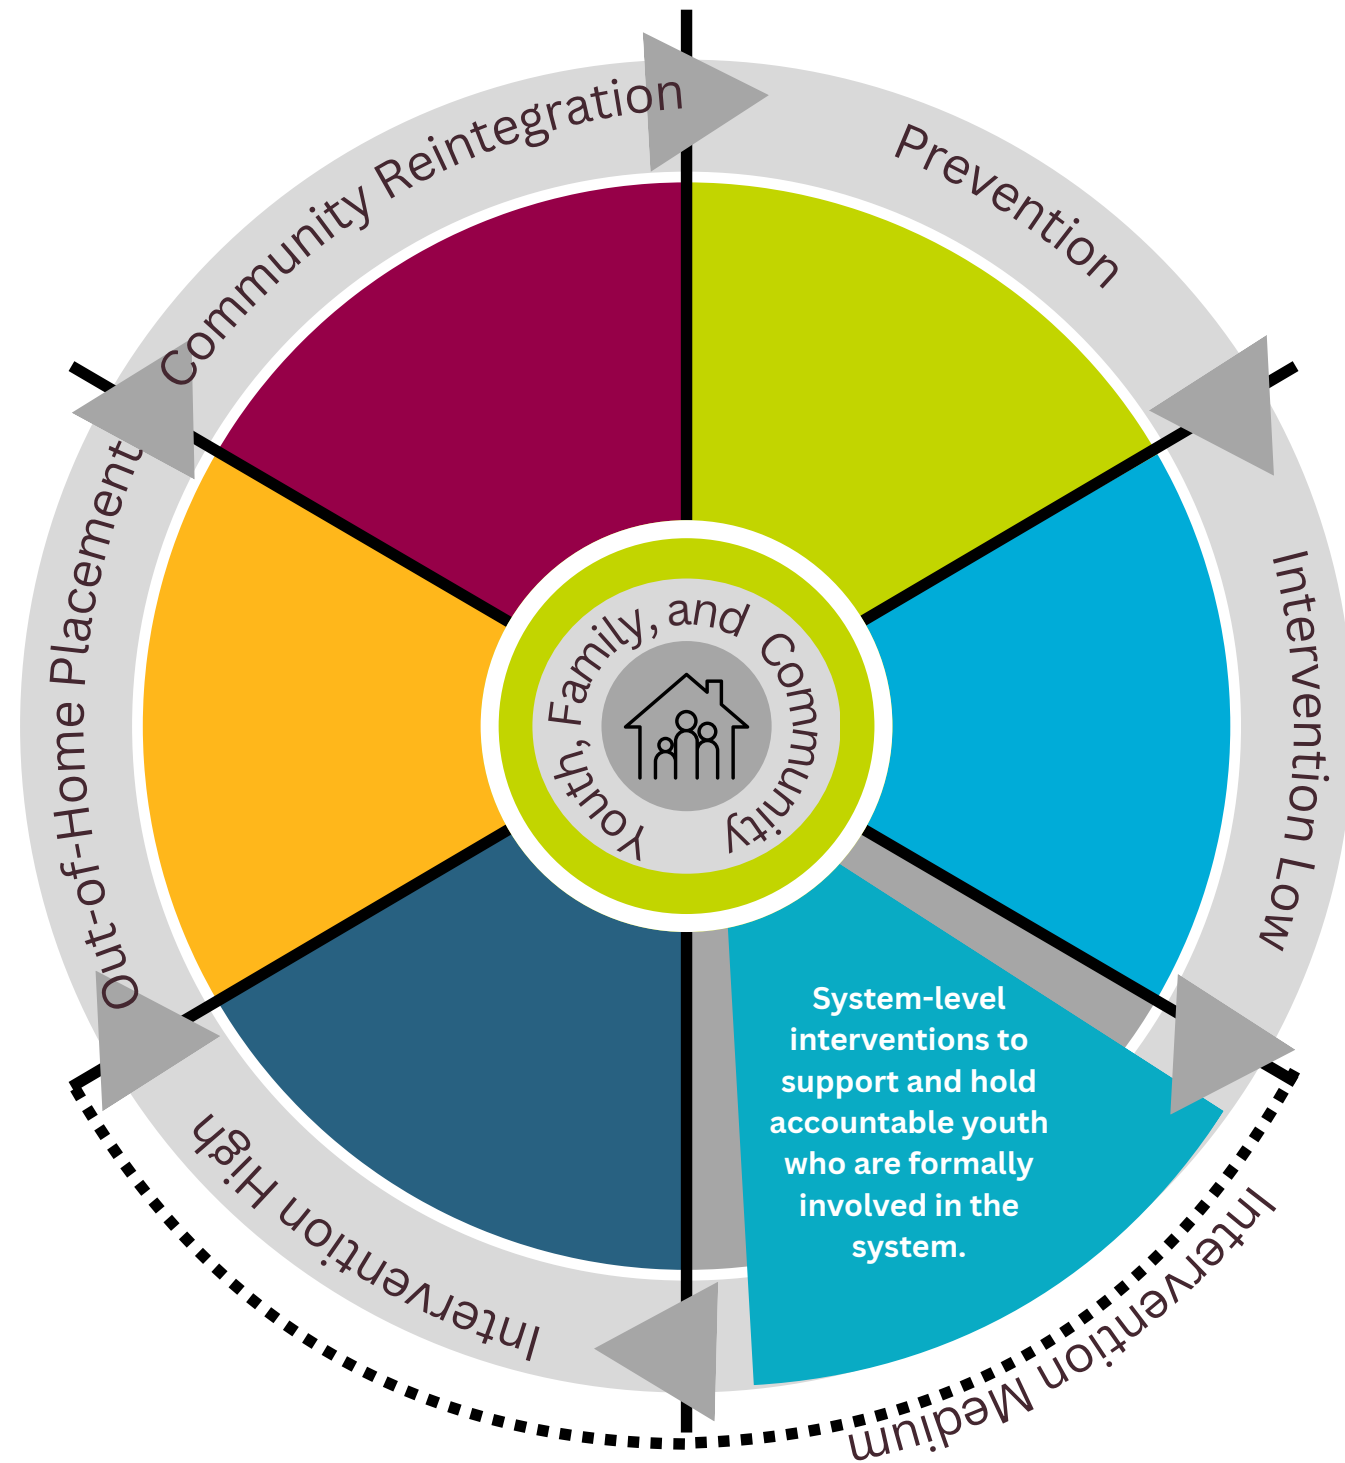 Community Reintegration
Prevention
Intervention Low
Intervention Medium
Intervention High
Out-of-Home Placement
Youth, Family, and Community
System-level
interventions to
support and hold
accountable youth
who are formally
involved in the
system.